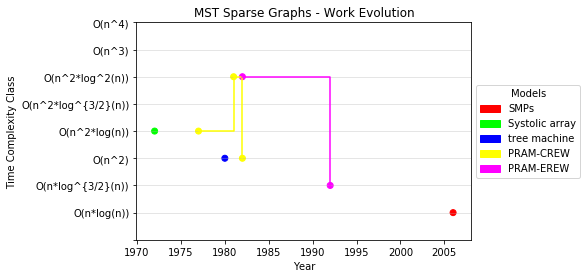 MST Sparse Graphs - Work Evolution
Time Complexity Class
O(n^4)
O(n^3)
O(n^2*log^2(n))
O(n^2*log^{3/2}(n))
O(n^2*log(n))
O(n^2)
O(n*log^{3/2}(n))
O(n*log(n))
1970 1975 1980 1985 1990 1995 2000 2005
Year
Models
SMPs
Systolic array
tree machine
PRAM-CREW
PRAM-EREW